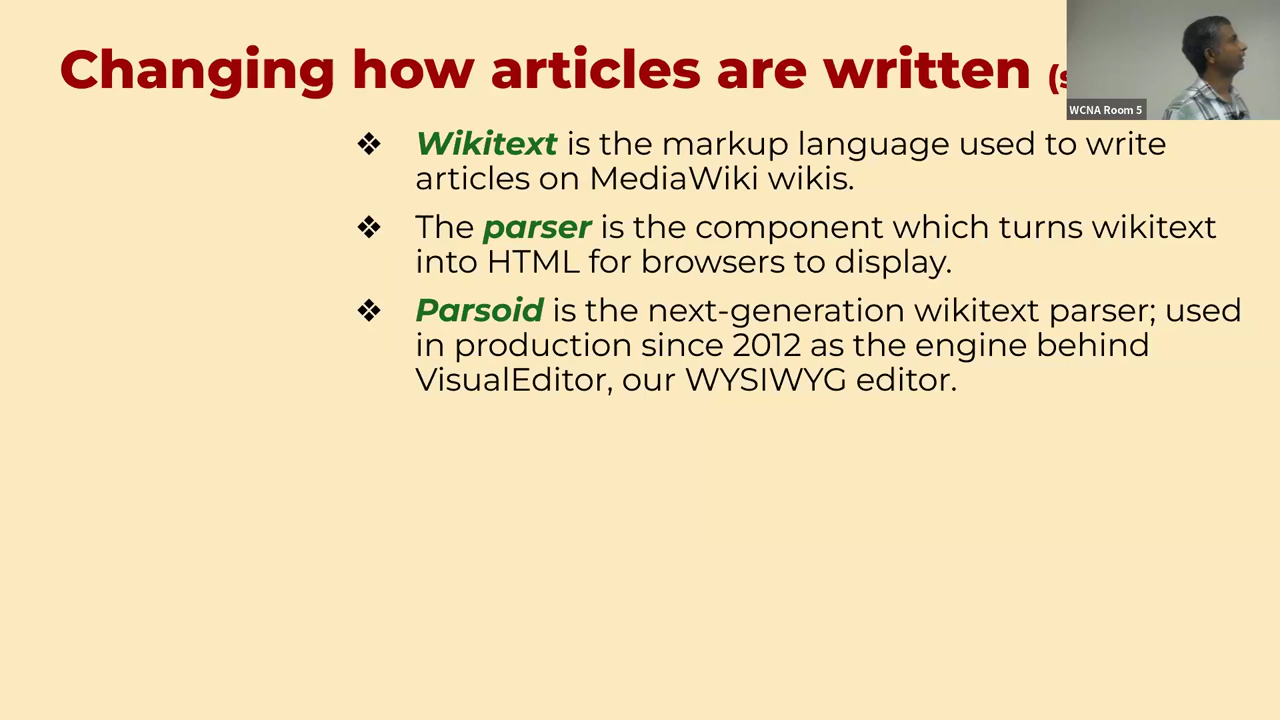 Changing how articles are written (s
WCNA Room 5
❖ Wikitext is the markup language used to write
articles on MediaWiki wikis.
❖ The parser is the component which turns wikitext
into HTML for browsers to display.
❖ Parsoid is the next-generation wikitext parser; used
in production since 2012 as the engine behind
VisualEditor, our WYSIWYG editor.